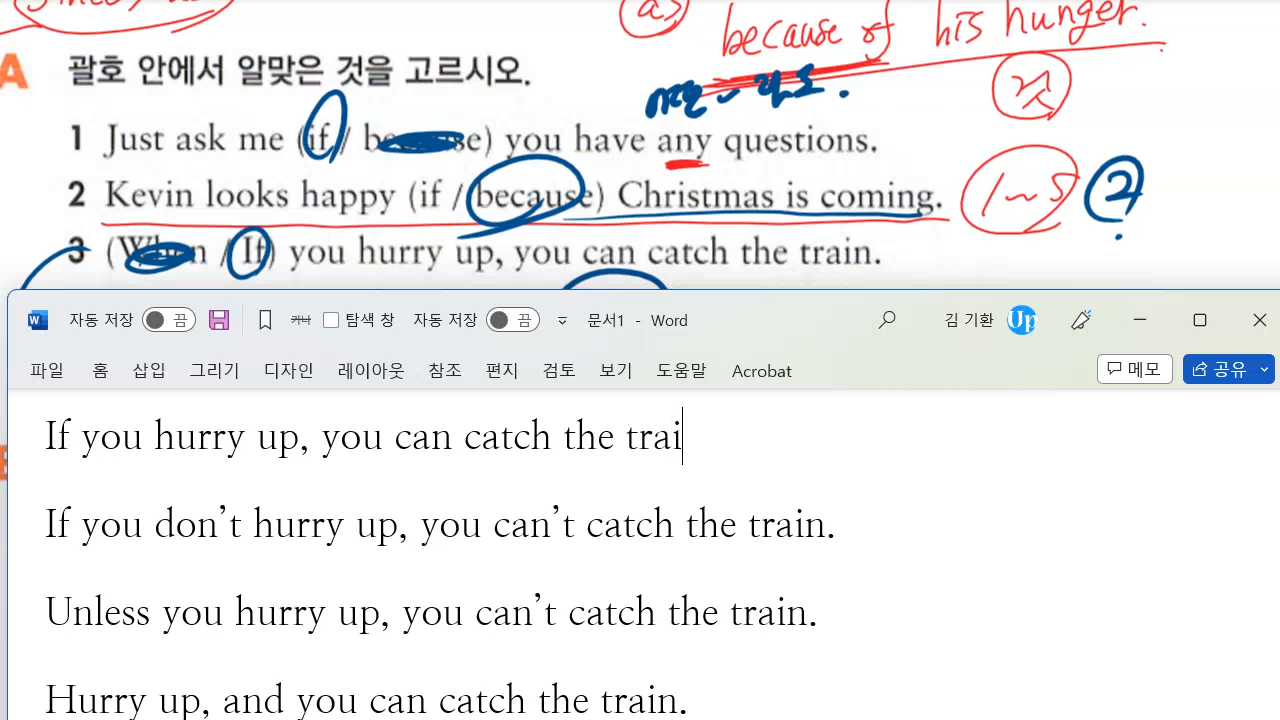 as
because of his hunger.
A 괄호 안에서 알맞은 것을 고르시오.
1 Just ask me (if / because) you have any questions.
2 Kevin looks happy (if / because) Christmas is coming. 1~5
3 (When / If) you hurry up, you can catch the train.
자동 저장 끔 탐색 창 자동 저장 끔 문서1 - Word 김 기환 Up
파일 홈 삽입 그리기 디자인 레이아웃 참조 편지 검토 보기 도움말 Acrobat 메모 공유
If you hurry up, you can catch the trai
If you don't hurry up, you can't catch the train.
Unless you hurry up, you can't catch the train.
Hurry up, and you can catch the train.